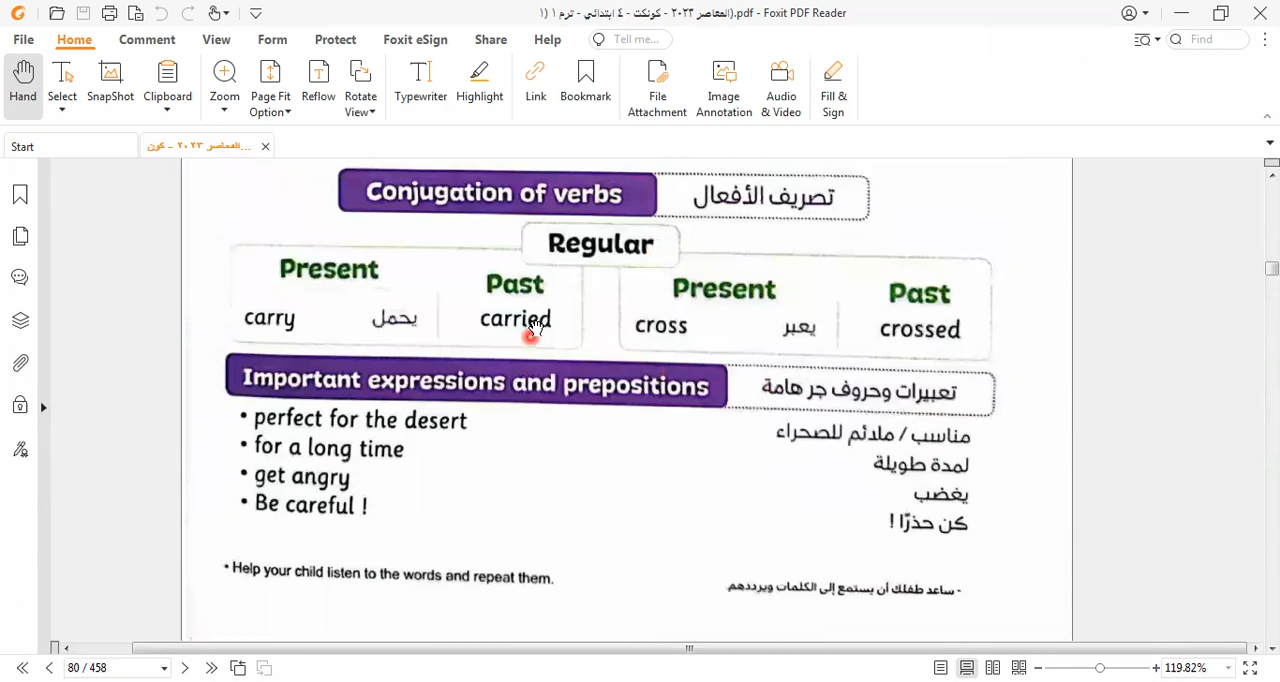 المعاصر ٢٠٢٣ - كونكت - ٤ ابتدائي - ترم ١ (١).pdf - Foxit PDF Reader
File Home Comment View Form Protect Foxit eSign Share Help Tell me... Find
Hand Select SnapShot Clipboard Zoom Page Fit Option Reflow Rotate View Typewriter Highlight Link Bookmark File Attachment Image Annotation Audio & Video Fill & Sign
Start المعاصر ٢٠٢٣ - كون...
Conjugation of verbs تصريف الأفعال
Regular
Present Past Present Past
carry يحمل carried cross يعبر crossed
Important expressions and prepositions تعبيرات وحروف جر هامة
• perfect for the desert مناسب / ملائم للصحراء
• for a long time لمدة طويلة
• get angry يغضب
• Be careful ! كن حذرًا !
• Help your child listen to the words and repeat them. - ساعد طفلك أن يستمع إلى الكلمات ويرددهم.
80 / 458 119.82%